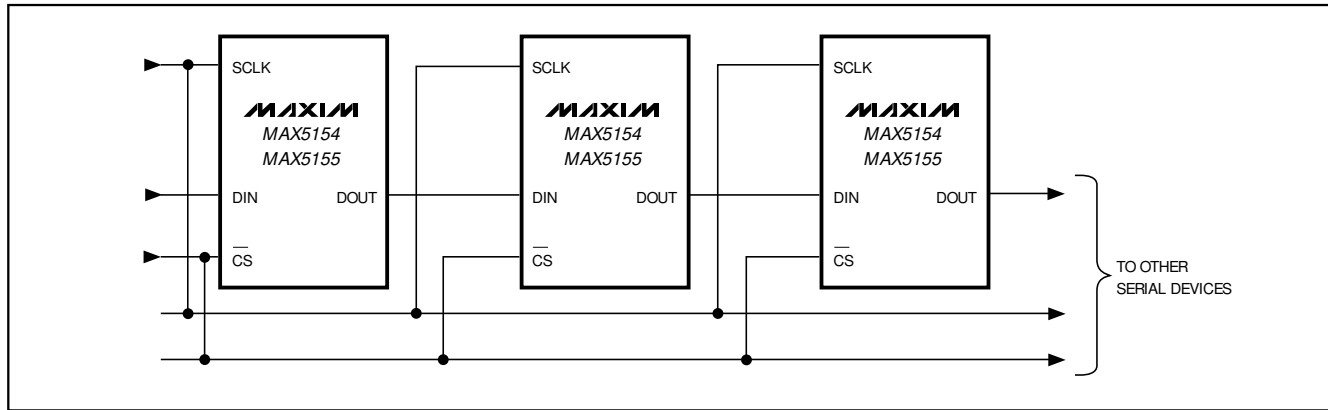 SCLK
MAXIM
MAX5154
MAX5155
DIN
DOUT
CS
SCLK
MAXIM
MAX5154
MAX5155
DIN
DOUT
CS
SCLK
MAXIM
MAX5154
MAX5155
DIN
DOUT
CS
TO OTHER
SERIAL DEVICES